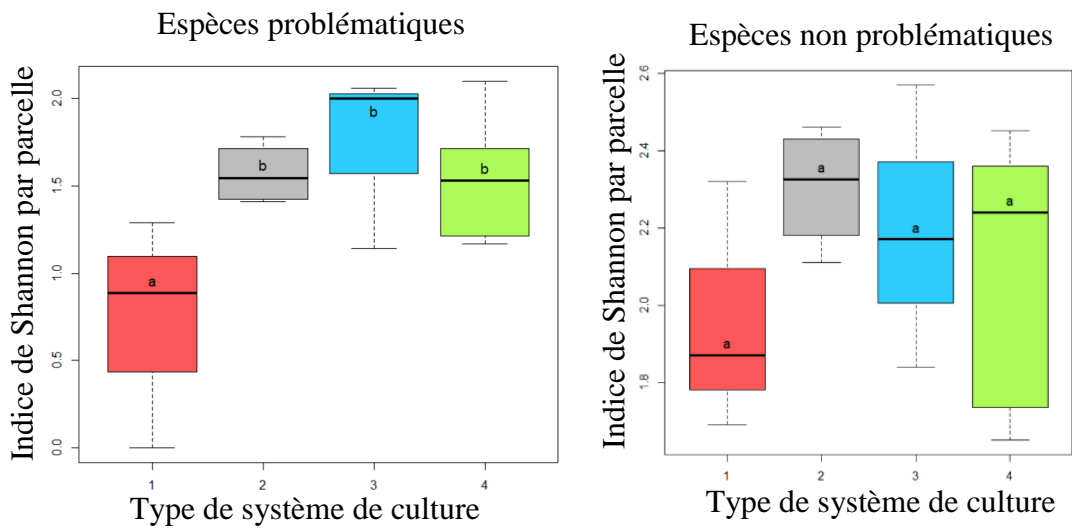 Espèces problématiques
Indice de Shannon par parcelle
2.0
1.5
1.0
0.5
0.0
a
b
b
b
1
2
3
4
Type de système de culture
Espèces non problématiques
Indice de Shannon par parcelle
2.6
2.4
2.2
2.0
1.8
a
a
a
a
1
2
3
4
Type de système de culture